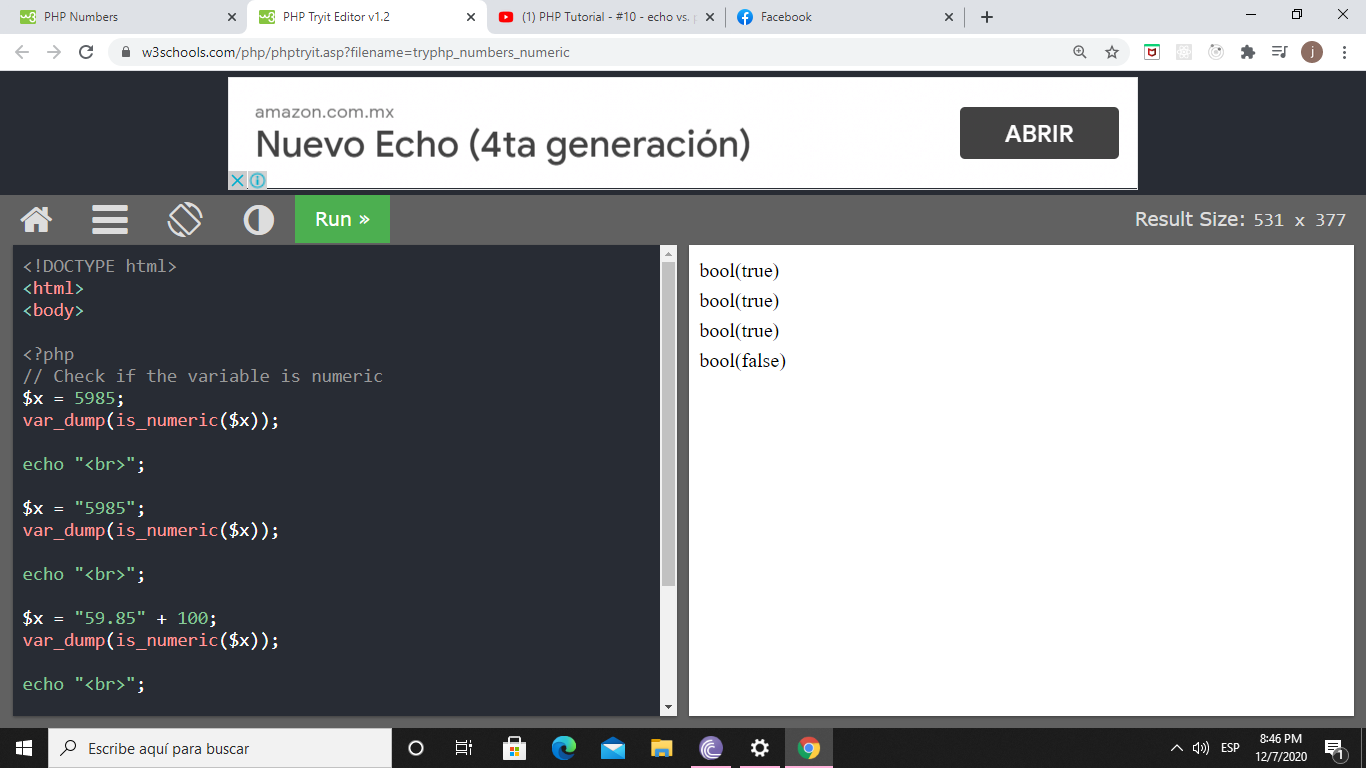 PHP Numbers
PHP Tryit Editor v1.2
(1) PHP Tutorial - #10 - echo vs.
Facebook
w3schools.com/php/phptryit.asp?filename=tryphp_numbers_numeric
j
amazon.com.mx
Nuevo Echo (4ta generación)
ABRIR
Run »
Result Size: 531 x 377
<!DOCTYPE html>
<html>
<body>
<?php
// Check if the variable is numeric
$x = 5985;
var_dump(is_numeric($x));
echo "<br>";
$x = "5985";
var_dump(is_numeric($x));
echo "<br>";
$x = "59.85" + 100;
var_dump(is_numeric($x));
echo "<br>";
bool(true)
bool(true)
bool(true)
bool(false)
Escribe aquí para buscar
ESP
8:46 PM
12/7/2020
1